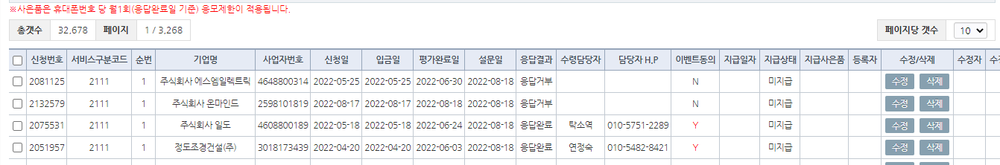 ※사은품은 휴대폰번호 당 월1회(응답완료일 기준) 응모제한이 적용됩니다.
총갯수 32,678 페이지 1 / 3,268 페이지당 갯수 10
신청번호 서비스구분코드 순번 기업명 사업자번호 신청일 입금일 평가완료일 설문일 응답결과 수령담당자 담당자 H.P 이벤트동의 지급일자 지급상태 지급사은품 등록자 수정/삭제 수정자
2081125 2111 1 주식회사 에스엠일렉트릭 4648800314 2022-05-25 2022-05-25 2022-06-30 2022-08-18 응답거부 N 미지급 수정 삭제
2132579 2111 1 주식회사 온마인드 2598101819 2022-08-17 2022-08-17 2022-08-18 2022-08-18 응답거부 N 미지급 수정 삭제
2075531 2111 1 주식회사 일도 4608800189 2022-05-18 2022-05-18 2022-06-24 2022-08-18 응답완료 탁소역 010-5751-2289 Y 미지급 수정 삭제
2051957 2111 1 정도조경건설(주) 3018173439 2022-04-20 2022-04-20 2022-06-03 2022-08-18 응답완료 연정숙 010-5482-8421 Y 미지급 수정 삭제